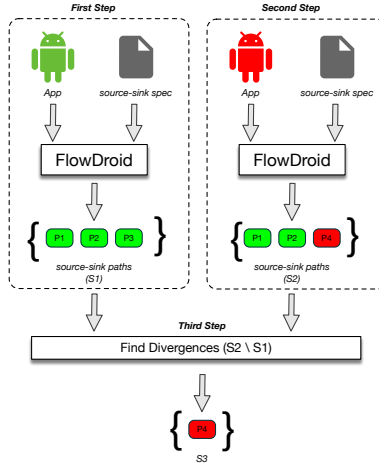 First Step
Second Step
App
source-sink spec
App
source-sink spec
FlowDroid
FlowDroid
{ P1 P2 P3 }
{ P1 P2 P4 }
source-sink paths
(S1)
source-sink paths
(S2)
Third Step
Find Divergences (S2 \ S1)
{ P4 }
S3